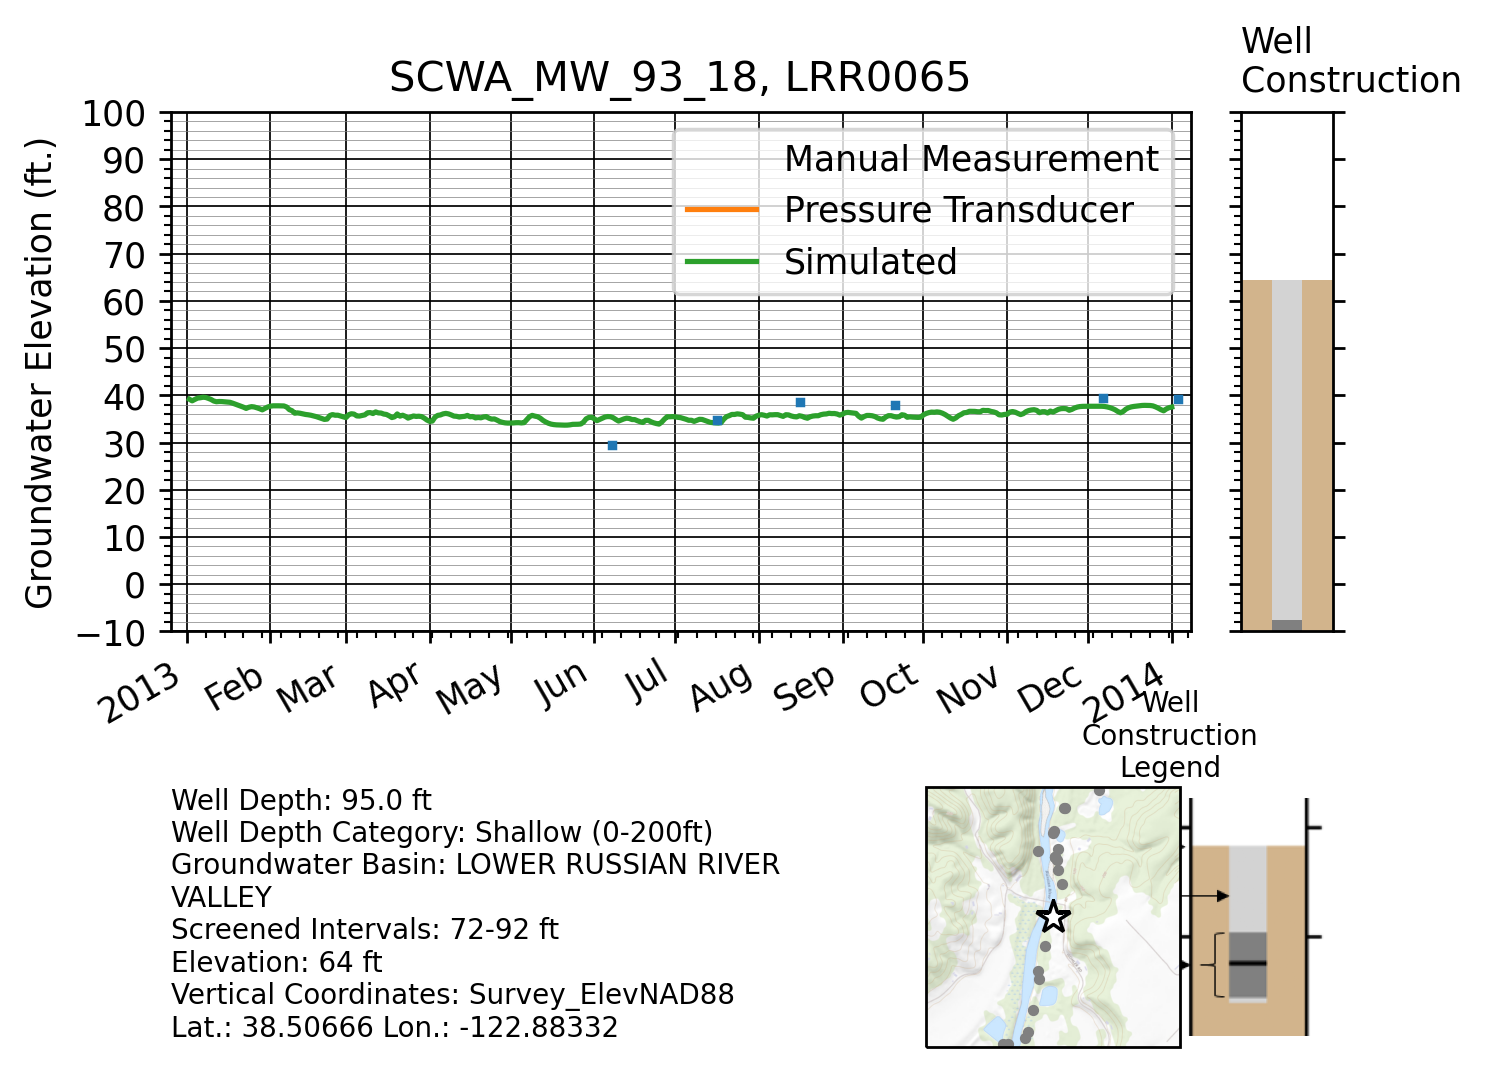 Well
Construction
SCWA_MW_93_18, LRR0065
Groundwater Elevation (ft.)
100
90
80
70
60
50
40
30
20
10
0
−10
Manual Measurement
Pressure Transducer
Simulated
2013
Feb
Mar
Apr
May
Jun
Jul
Aug
Sep
Oct
Nov
Dec
2014
Well
Construction
Legend
Well Depth: 95.0 ft
Well Depth Category: Shallow (0-200ft)
Groundwater Basin: LOWER RUSSIAN RIVER
VALLEY
Screened Intervals: 72-92 ft
Elevation: 64 ft
Vertical Coordinates: Survey_ElevNAD88
Lat.: 38.50666 Lon.: -122.88332